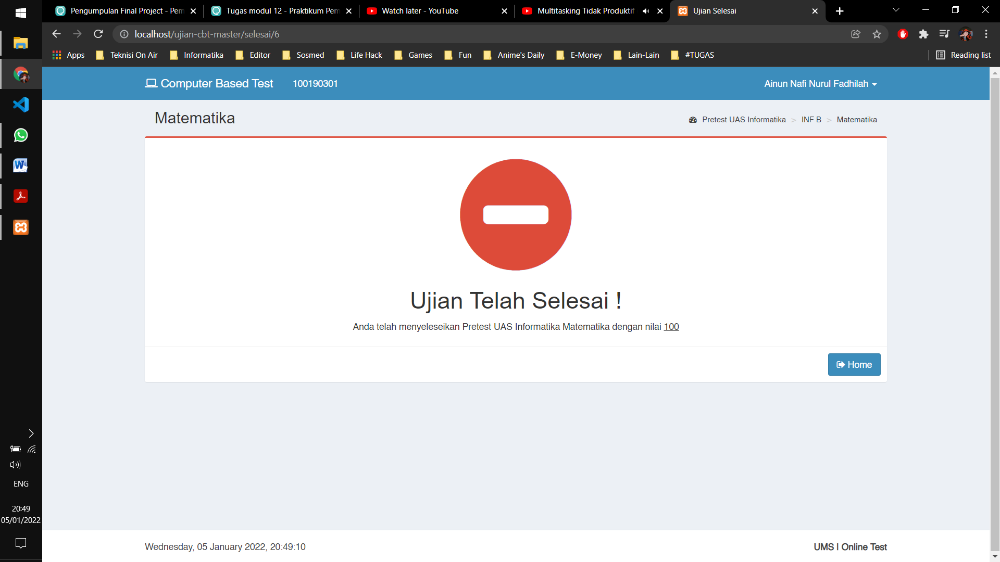 Pengumpulan Final Project - Pem
Tugas modul 12 - Praktikum Pem
Watch later - YouTube
Multitasking Tidak Produktif
Ujian Selesai
localhost/ujian-cbt-master/selesai/6
Apps
Teknisi On Air
Informatika
Editor
Sosmed
Life Hack
Games
Fun
Anime's Daily
E-Money
Lain-Lain
#TUGAS
Reading list
Computer Based Test
100190301
Ainun Nafi Nurul Fadhilah
Matematika
Pretest UAS Informatika > INF B > Matematika
Ujian Telah Selesai !
Anda telah menyeleseikan Pretest UAS Informatika Matematika dengan nilai 100
Home
ENG
20:49
05/01/2022
Wednesday, 05 January 2022, 20:49:10
UMS | Online Test